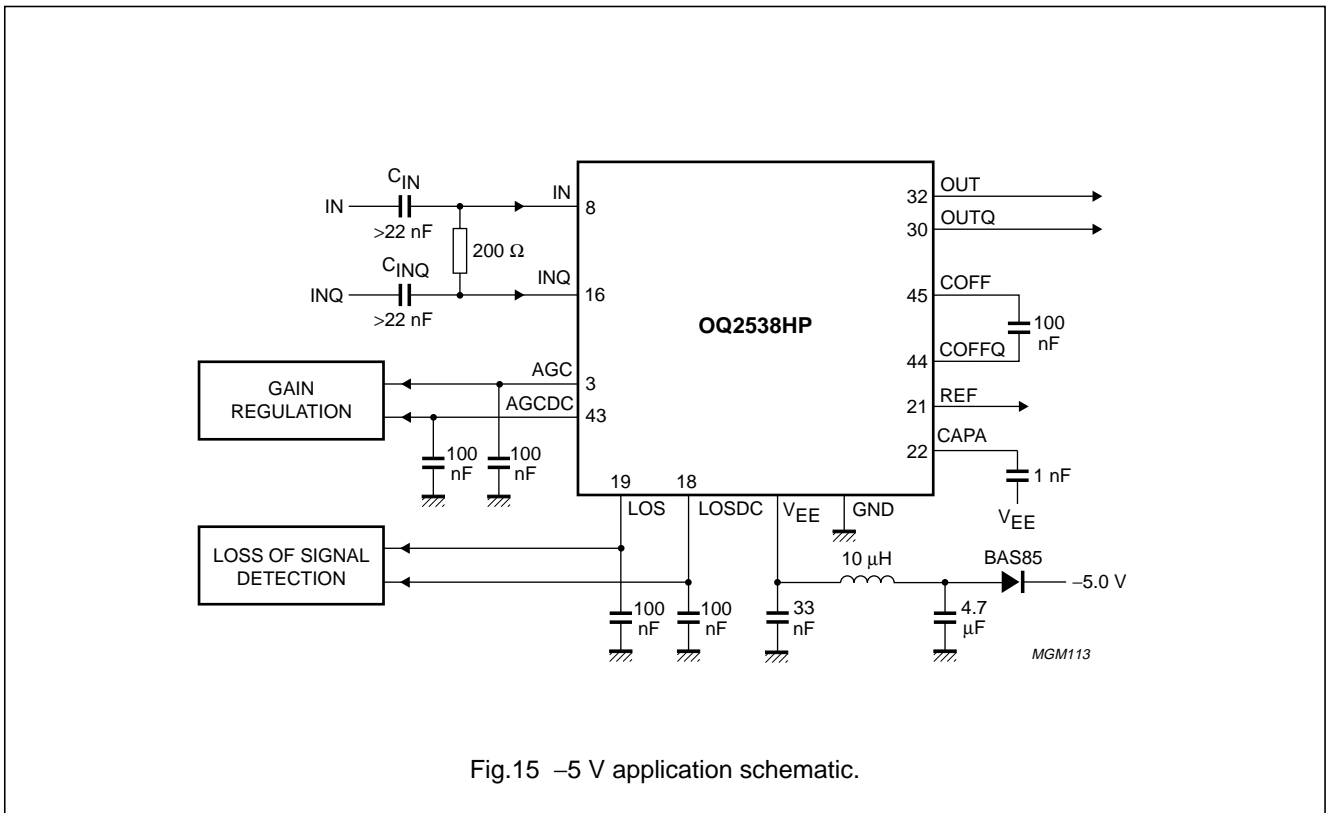 C_IN
IN
>22 nF
IN
8
200 Ω
C_INQ
INQ
>22 nF
INQ
16
OQ2538HP
32
OUT
30
OUTQ
45
COFF
100
nF
44
COFFQ
21
REF
22
CAPA
1 nF
V_EE
GAIN
REGULATION
AGC
3
AGCDC
43
100
nF
100
nF
19
LOS
18
LOSDC
V_EE
GND
LOSS OF SIGNAL
DETECTION
100
nF
100
nF
33
nF
10 μH
4.7
μF
BAS85
–5.0 V
MGM113
Fig.15 –5 V application schematic.